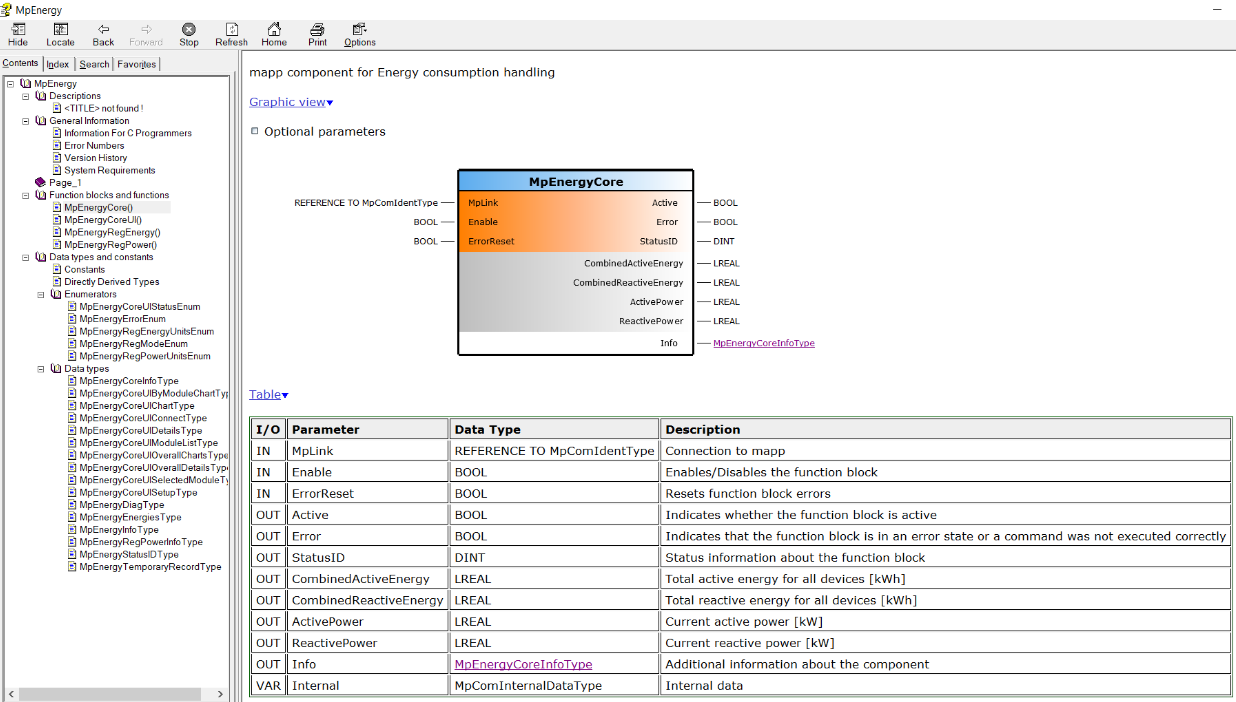 MpEnergy
Hide Locate Back Forward Stop Refresh Home Print Options
Contents Index Search Favorites
MpEnergy
Descriptions
<TITLE> not found !
General Information
Information For C Programmers
Error Numbers
Version History
System Requirements
Page_1
Function blocks and functions
MpEnergyCore()
MpEnergyCoreUI()
MpEnergyRegEnergy()
MpEnergyRegPower()
Data types and constants
Constants
Directly Derived Types
Enumerators
MpEnergyCoreUIStatusEnum
MpEnergyErrorEnum
MpEnergyRegEnergyUnitsEnum
MpEnergyRegModeEnum
MpEnergyRegPowerUnitsEnum
Data types
MpEnergyCoreInfoType
MpEnergyCoreUIByModuleChartTyp
MpEnergyCoreUIChartType
MpEnergyCoreUIConnectType
MpEnergyCoreUIDetailsType
MpEnergyCoreUIModuleListType
MpEnergyCoreUIOverallChartsType
MpEnergyCoreUIOverallDetailsType
MpEnergyCoreUISelectedModuleTy
MpEnergyCoreUISetupType
MpEnergyDiagType
MpEnergyEnergiesType
MpEnergyInfoType
MpEnergyRegPowerInfoType
MpEnergyStatusIDType
MpEnergyTemporaryRecordType
mapp component for Energy consumption handling
Graphic view▾
Optional parameters
MpEnergyCore
REFERENCE TO MpComIdentType MpLink Active BOOL
BOOL Enable Error BOOL
BOOL ErrorReset StatusID DINT
CombinedActiveEnergy LREAL
CombinedReactiveEnergy LREAL
ActivePower LREAL
ReactivePower LREAL
Info MpEnergyCoreInfoType
Table▾
I/O Parameter Data Type Description
IN MpLink REFERENCE TO MpComIdentType Connection to mapp
IN Enable BOOL Enables/Disables the function block
IN ErrorReset BOOL Resets function block errors
OUT Active BOOL Indicates whether the function block is active
OUT Error BOOL Indicates that the function block is in an error state or a command was not executed correctly
OUT StatusID DINT Status information about the function block
OUT CombinedActiveEnergy LREAL Total active energy for all devices [kWh]
OUT CombinedReactiveEnergy LREAL Total reactive energy for all devices [kWh]
OUT ActivePower LREAL Current active power [kW]
OUT ReactivePower LREAL Current reactive power [kW]
OUT Info MpEnergyCoreInfoType Additional information about the component
VAR Internal MpComInternalDataType Internal data